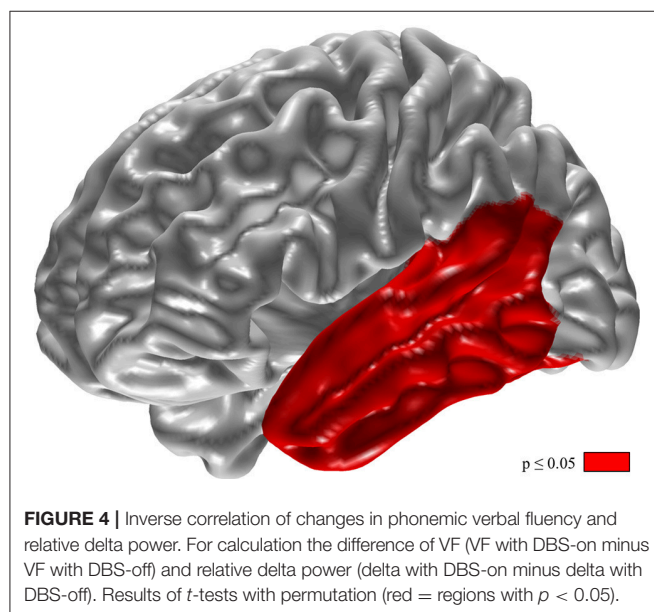 p ≤ 0.05
FIGURE 4 | Inverse correlation of changes in phonemic verbal fluency and
relative delta power. For calculation the difference of VF (VF with DBS-on minus
VF with DBS-off) and relative delta power (delta with DBS-on minus delta with
DBS-off). Results of t-tests with permutation (red = regions with p < 0.05).